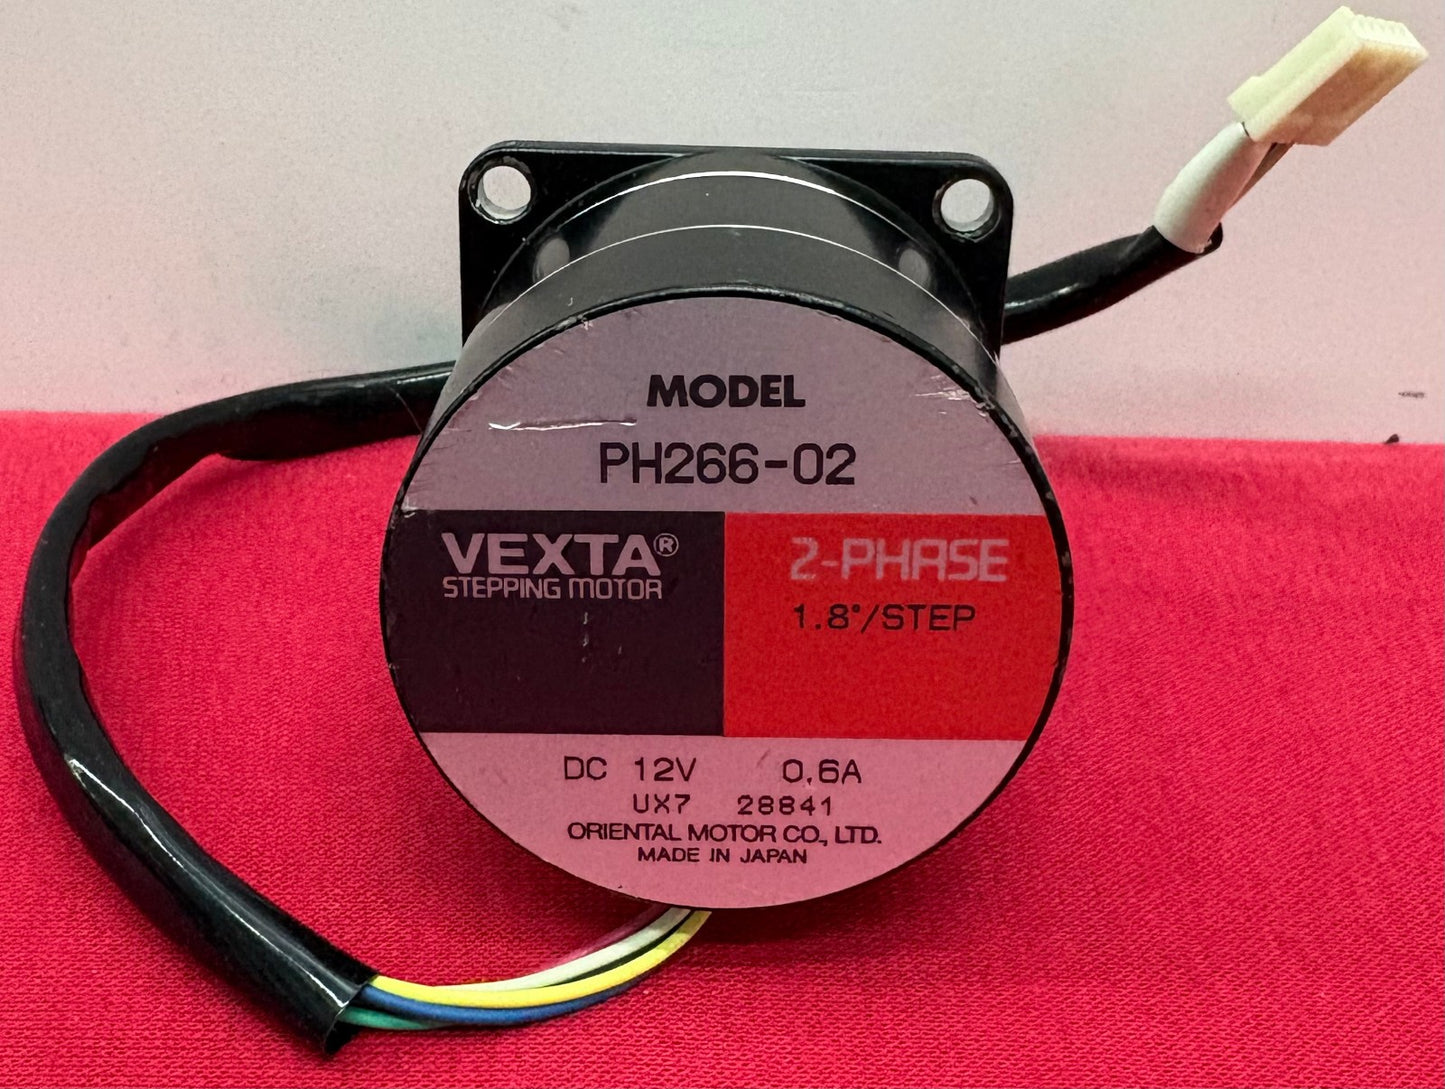 MODEL
PH266-02
VEXTA®
STEPPING MOTOR
2-PHASE
1.8°/STEP
DC 12V 0.6A
UX7 28841
ORIENTAL MOTOR CO., LTD.
MADE IN JAPAN